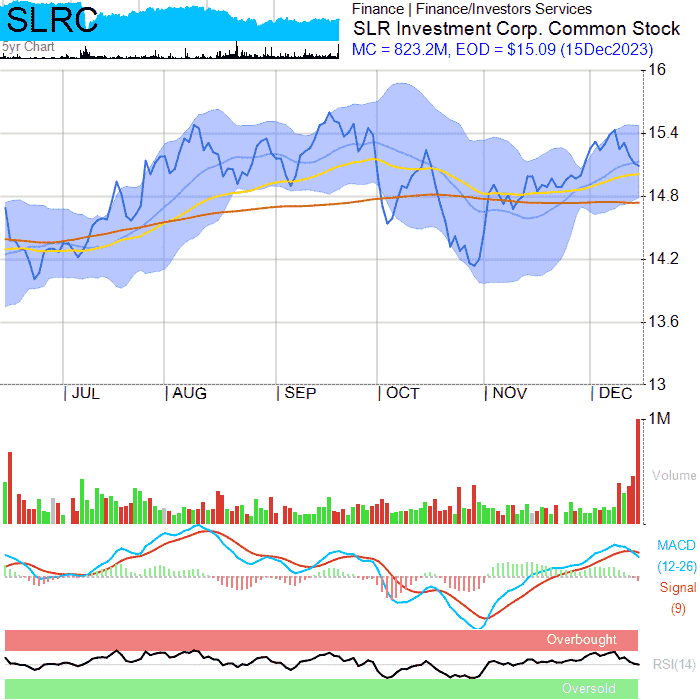 SLRC
5yr Chart
Finance | Finance/Investors Services
SLR Investment Corp. Common Stock
MC = 823.2M, EOD = $15.09 (15Dec2023)
16
15.4
14.8
14.2
13.6
13
JUL
AUG
SEP
OCT
NOV
DEC
1M
Volume
MACD
(12-26)
Signal
(9)
Overbought
RSI(14)
Oversold